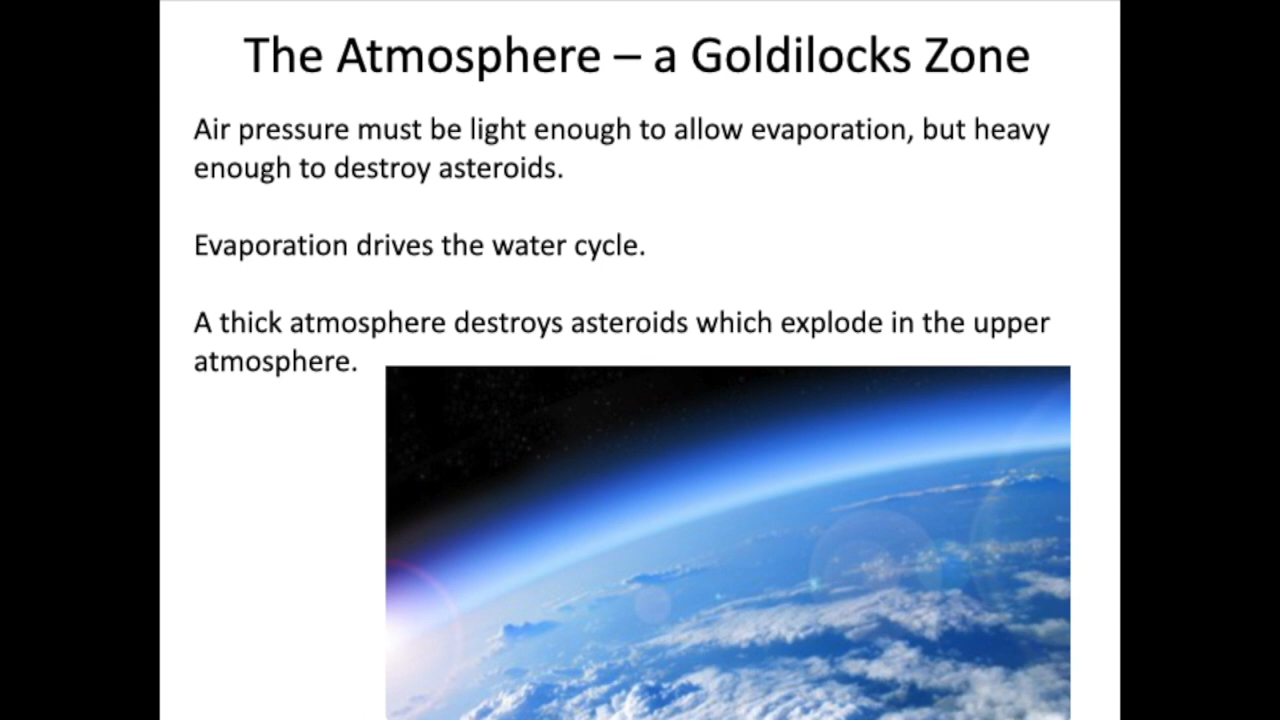 The Atmosphere – a Goldilocks Zone
Air pressure must be light enough to allow evaporation, but heavy
enough to destroy asteroids.
Evaporation drives the water cycle.
A thick atmosphere destroys asteroids which explode in the upper
atmosphere.